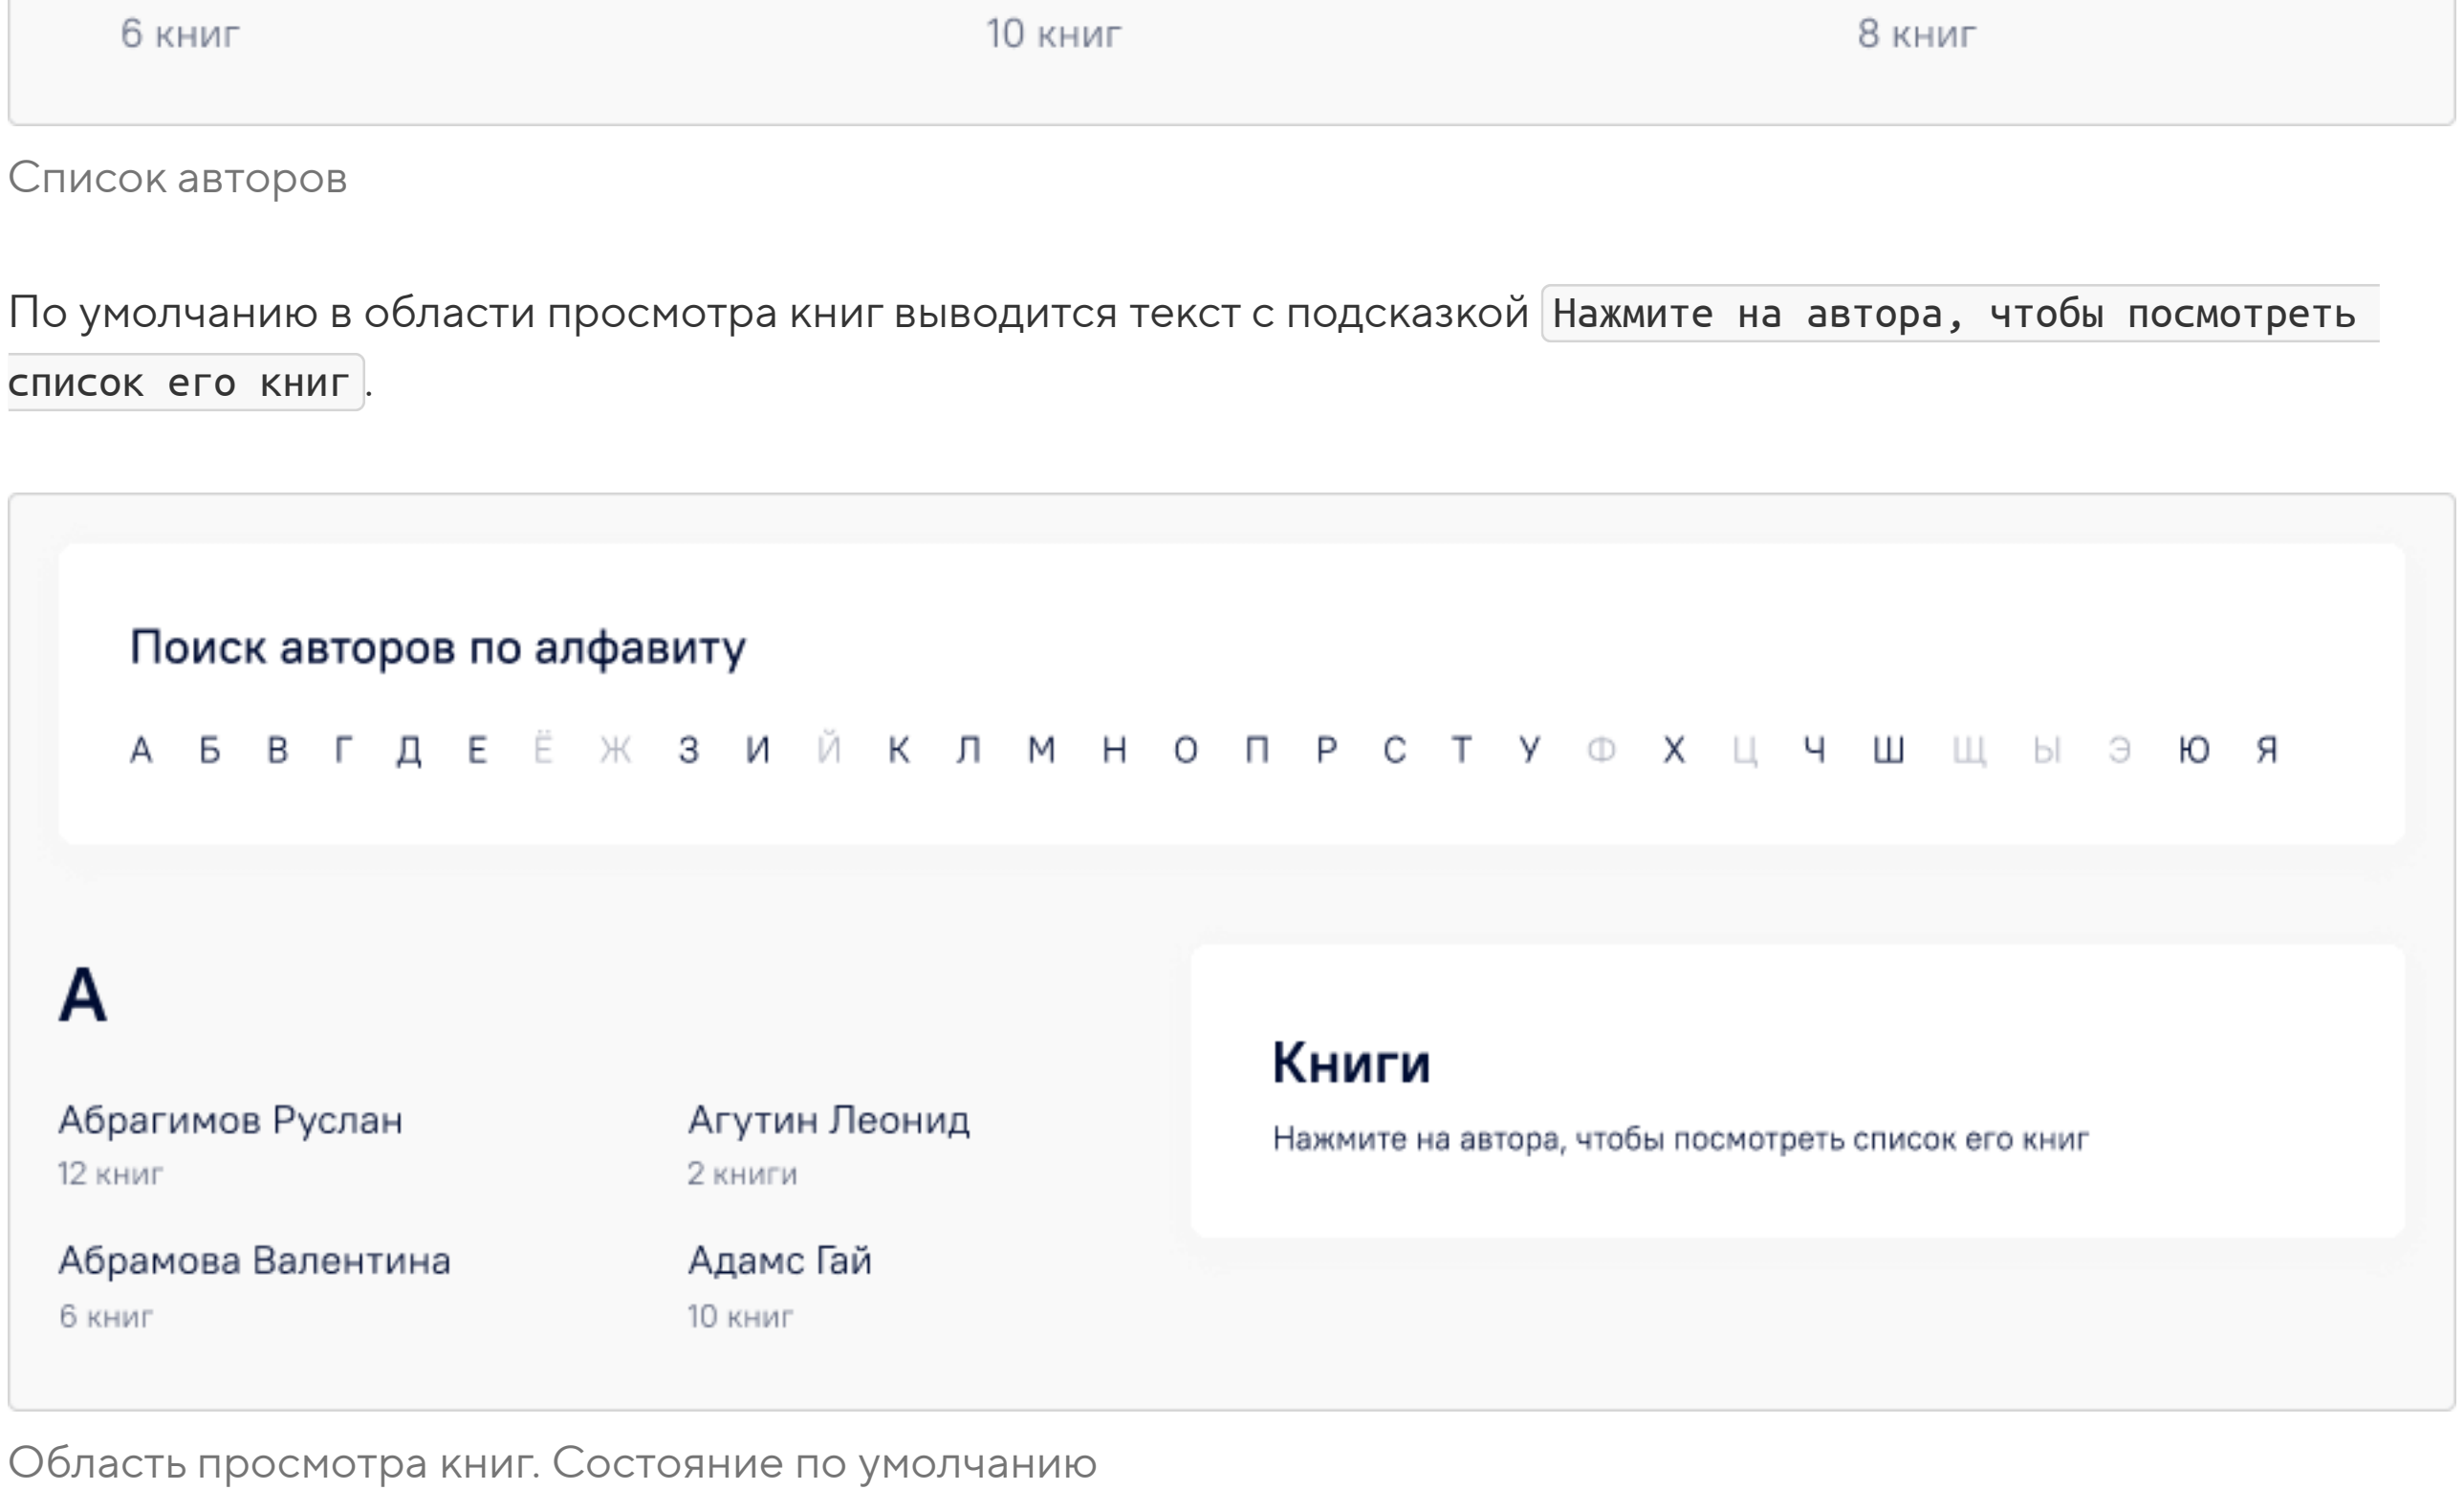 6 книг 10 книг 8 книг
Список авторов
По умолчанию в области просмотра книг выводится текст с подсказкой Нажмите на автора, чтобы посмотреть
список его книг.
Поиск авторов по алфавиту
А Б В Г Д Е Ё Ж З И Й К Л М Н О П Р С Т У Ф Х Ц Ч Ш Щ Ы Э Ю Я
А
Абрагимов Руслан
12 книг
Агутин Леонид
2 книги
Абрамова Валентина
6 книг
Адамс Гай
10 книг
Книги
Нажмите на автора, чтобы посмотреть список его книг
Область просмотра книг. Состояние по умолчанию